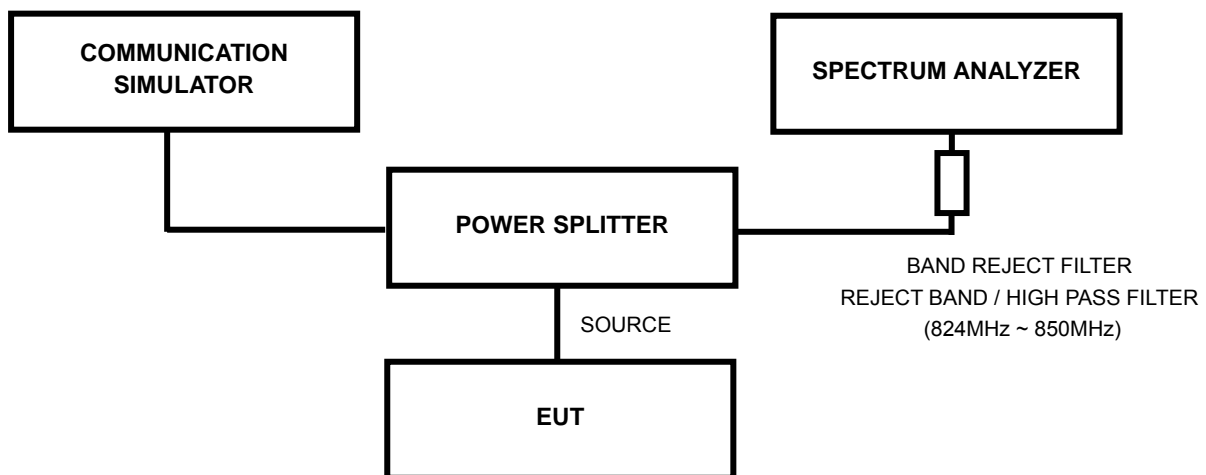 COMMUNICATION
SIMULATOR
SPECTRUM ANALYZER
POWER SPLITTER
BAND REJECT FILTER
REJECT BAND / HIGH PASS FILTER
(824MHz ~ 850MHz)
SOURCE
EUT